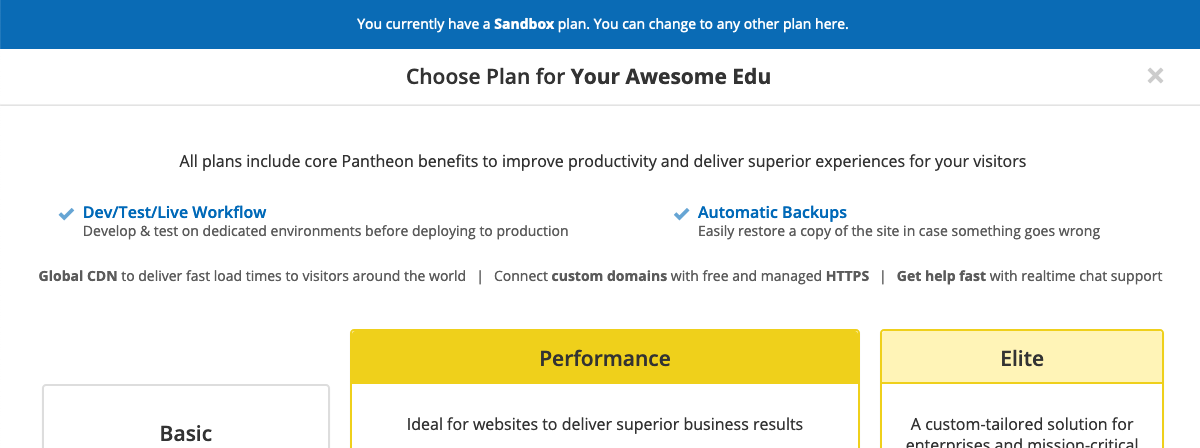 You currently have a Sandbox plan. You can change to any other plan here.
Choose Plan for Your Awesome Edu
All plans include core Pantheon benefits to improve productivity and deliver superior experiences for your visitors
Dev/Test/Live Workflow
Develop & test on dedicated environments before deploying to production
Automatic Backups
Easily restore a copy of the site in case something goes wrong
Global CDN to deliver fast load times to visitors around the world | Connect custom domains with free and managed HTTPS | Get help fast with realtime chat support
Basic
Performance
Ideal for websites to deliver superior business results
Elite
A custom-tailored solution for
enterprises and mission-critical